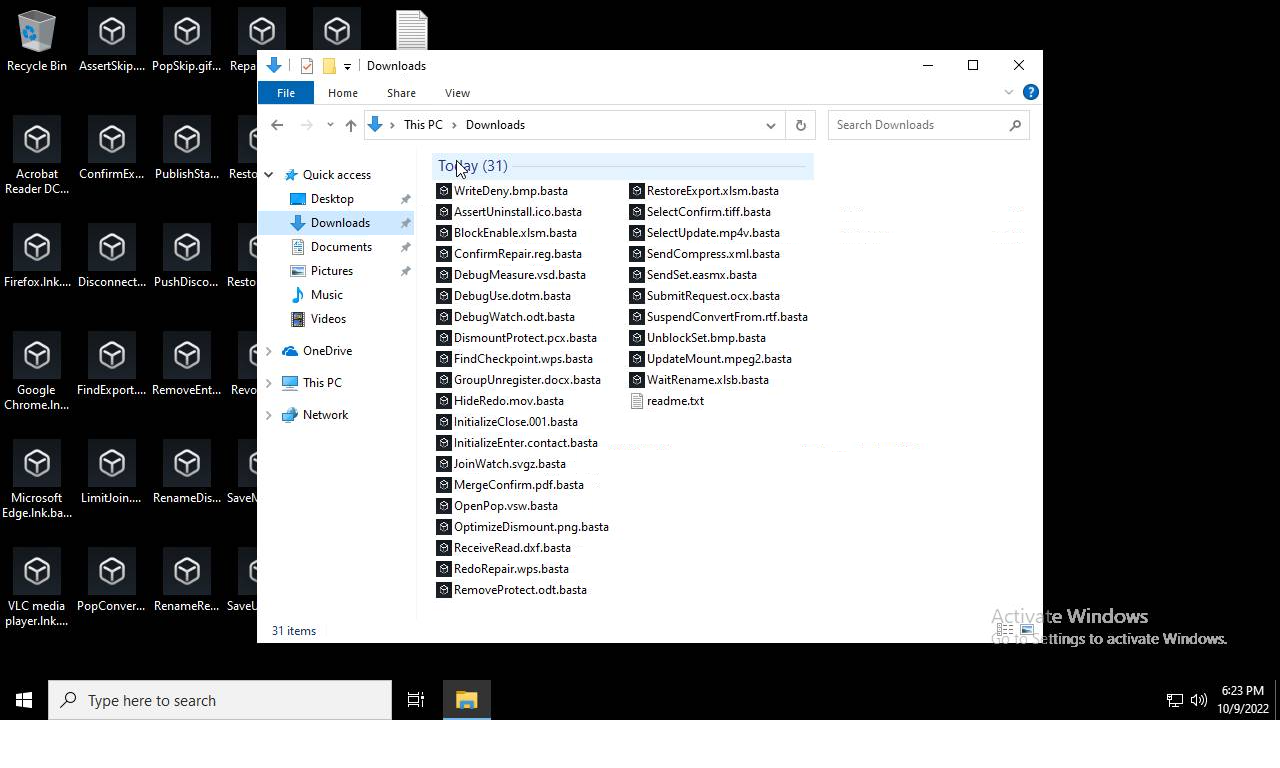 Recycle Bin
AssertSkip....
PopSkip.gif...
Repa
Downloads
File
Home
Share
View
This PC
Downloads
Search Downloads
Acrobat
Reader DC...
ConfirmEx...
PublishSta...
Resto
Firefox.lnk....
Disconnect...
PushDisco...
Resto
Google
Chrome.ln...
FindExport....
RemoveEnt...
Revo
Microsoft
Edge.lnk.ba...
LimitJoin....
RenameDis...
SaveM
VLC media
player.lnk....
PopConver...
RenameRe...
SaveU
Quick access
Desktop
Downloads
Documents
Pictures
Music
Videos
OneDrive
This PC
Network
Today (31)
WriteDeny.bmp.basta
AssertUninstall.ico.basta
BlockEnable.xlsm.basta
ConfirmRepair.reg.basta
DebugMeasure.vsd.basta
DebugUse.dotm.basta
DebugWatch.odt.basta
DismountProtect.pcx.basta
FindCheckpoint.wps.basta
GroupUnregister.docx.basta
HideRedo.mov.basta
InitializeClose.001.basta
InitializeEnter.contact.basta
JoinWatch.svgz.basta
MergeConfirm.pdf.basta
OpenPop.vsw.basta
OptimizeDismount.png.basta
ReceiveRead.dxf.basta
RedoRepair.wps.basta
RemoveProtect.odt.basta
RestoreExport.xlsm.basta
SelectConfirm.tiff.basta
SelectUpdate.mp4v.basta
SendCompress.xml.basta
SendSet.easmx.basta
SubmitRequest.ocx.basta
SuspendConvertFrom.rtf.basta
UnblockSet.bmp.basta
UpdateMount.mpeg2.basta
WaitRename.xlsb.basta
readme.txt
31 items
Activate Windows
Go to Settings to activate Windows.
Type here to search
6:23 PM
10/9/2022